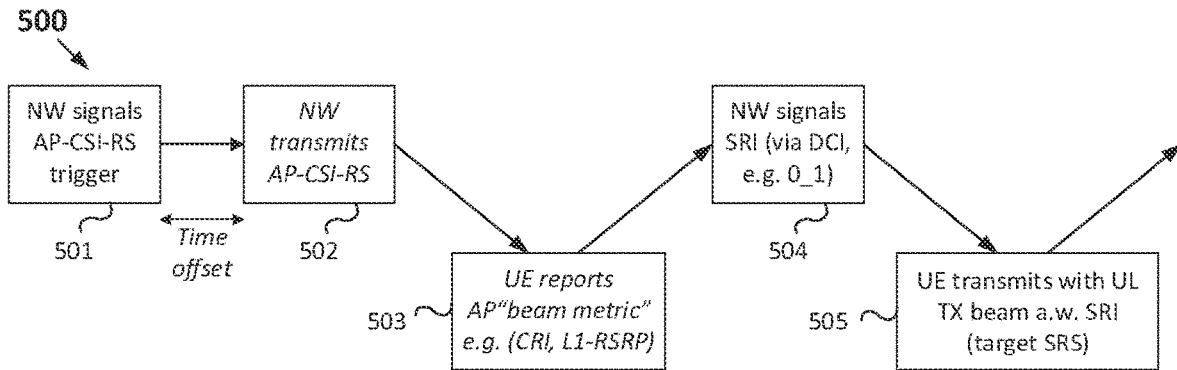 500
NW signals
AP-CSI-RS
trigger
501
Time
offset
NW
transmits
AP-CSI-RS
502
UE reports
AP"beam metric"
e.g. (CRI, L1-RSRP)
503
NW signals
SRI (via DCI,
e.g. 0_1)
504
UE transmits with UL
TX beam a.w. SRI
(target SRS)
505